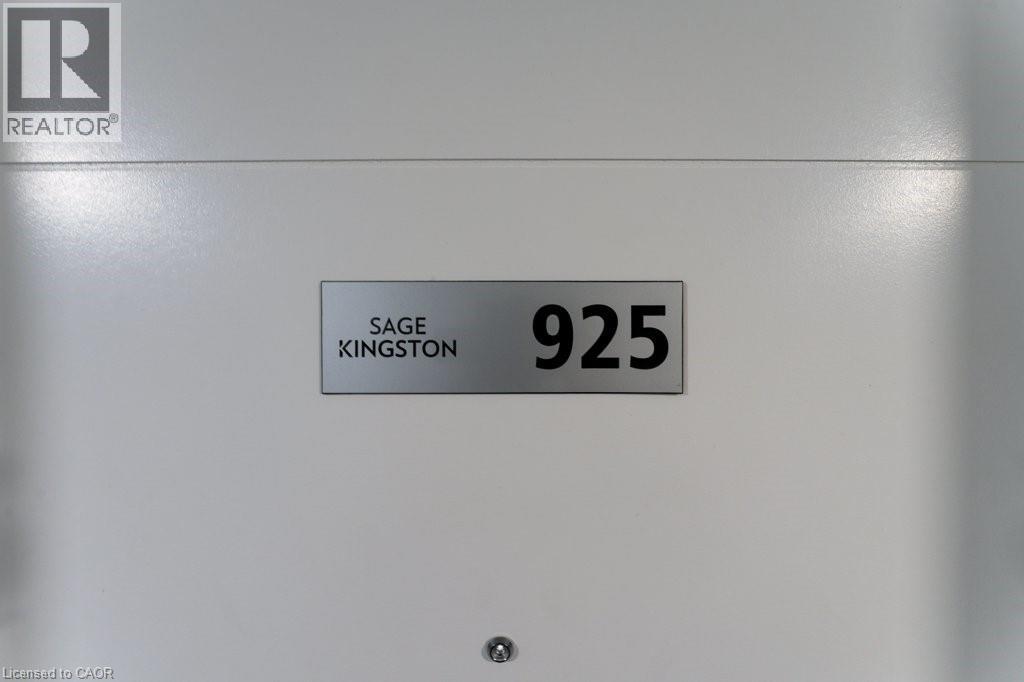 REALTOR®
SAGE
KINGSTON
925
Licensed to CAOR